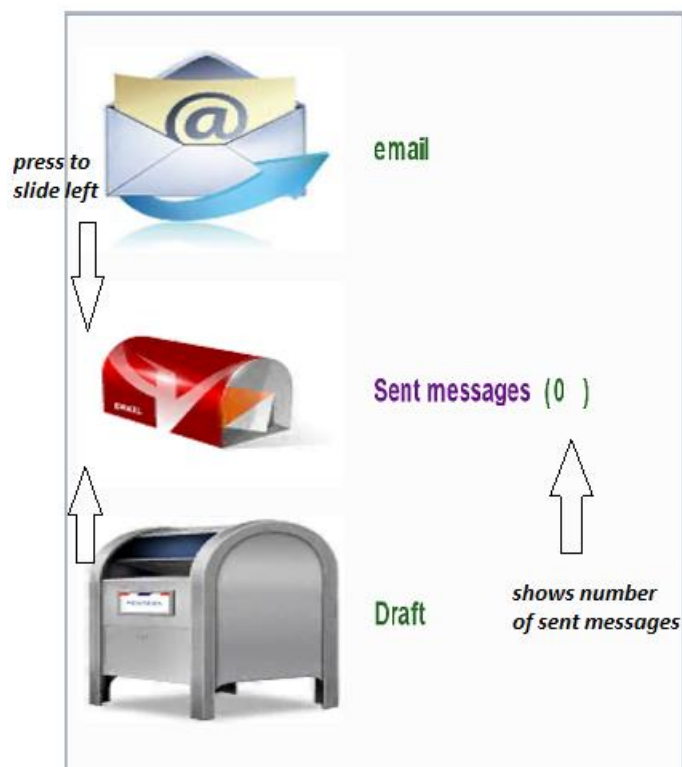 email
press to
slide left
Sent messages (0 )
Draft
shows number
of sent messages